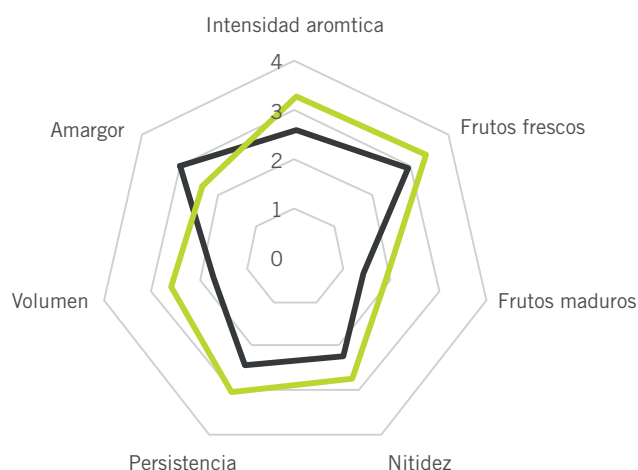 Intensidad aromtica
4
3
2
1
0
Amargor
Frutos frescos
Volumen
Frutos maduros
Persistencia
Nitidez